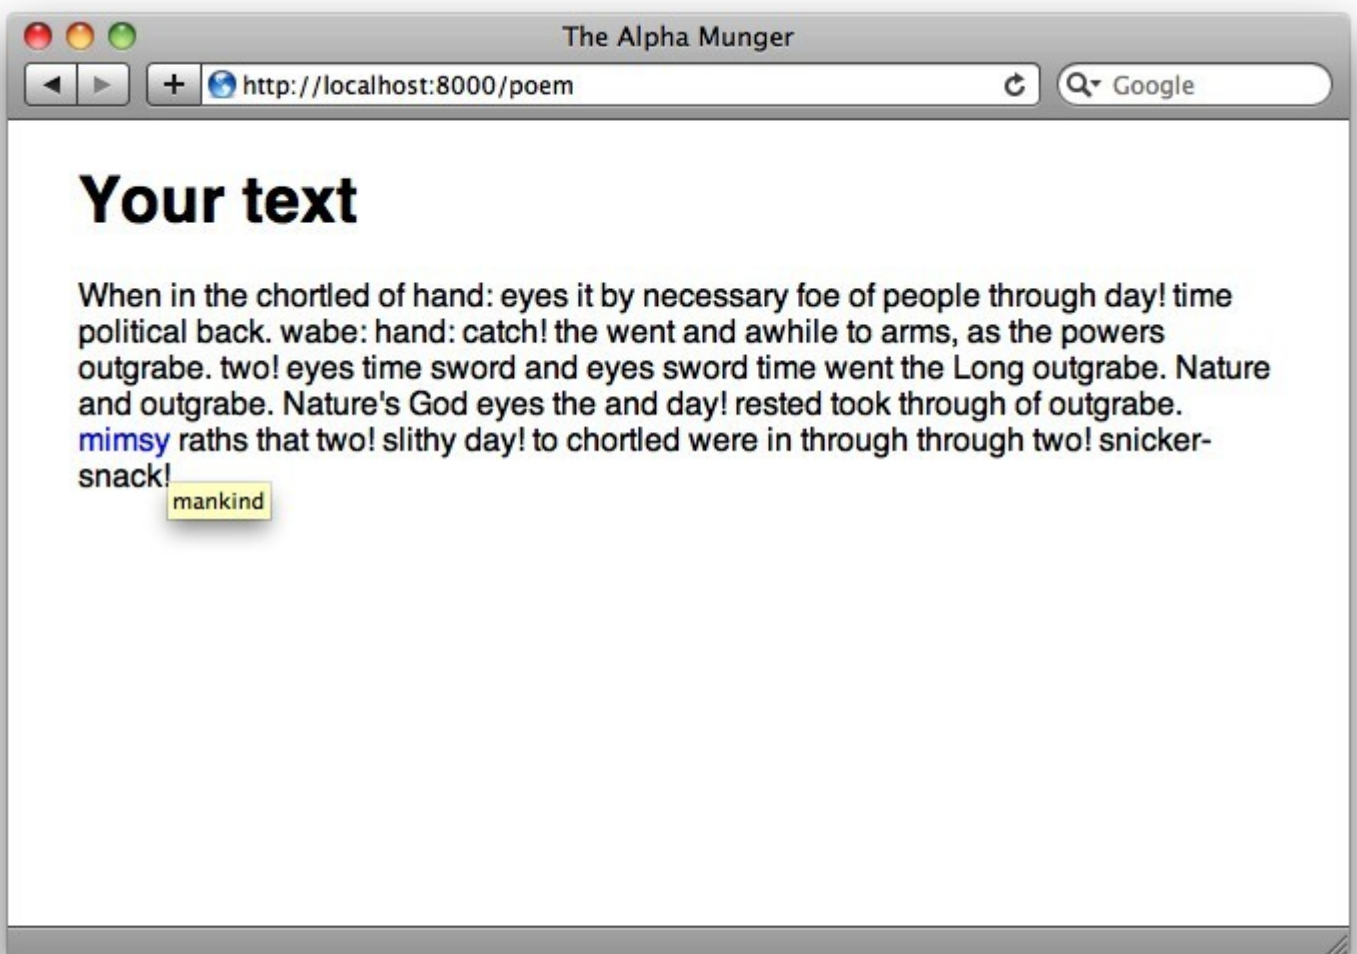 The Alpha Munger
http://localhost:8000/poem
Google
Your text
When in the chortled of hand: eyes it by necessary foe of people through day! time
political back. wabe: hand: catch! the went and awhile to arms, as the powers
outgrabe. two! eyes time sword and eyes sword time went the Long outgrabe. Nature
and outgrabe. Nature's God eyes the and day! rested took through of outgrabe.
mimsy raths that two! slithy day! to chortled were in through through two! snicker-
snack!
mankind